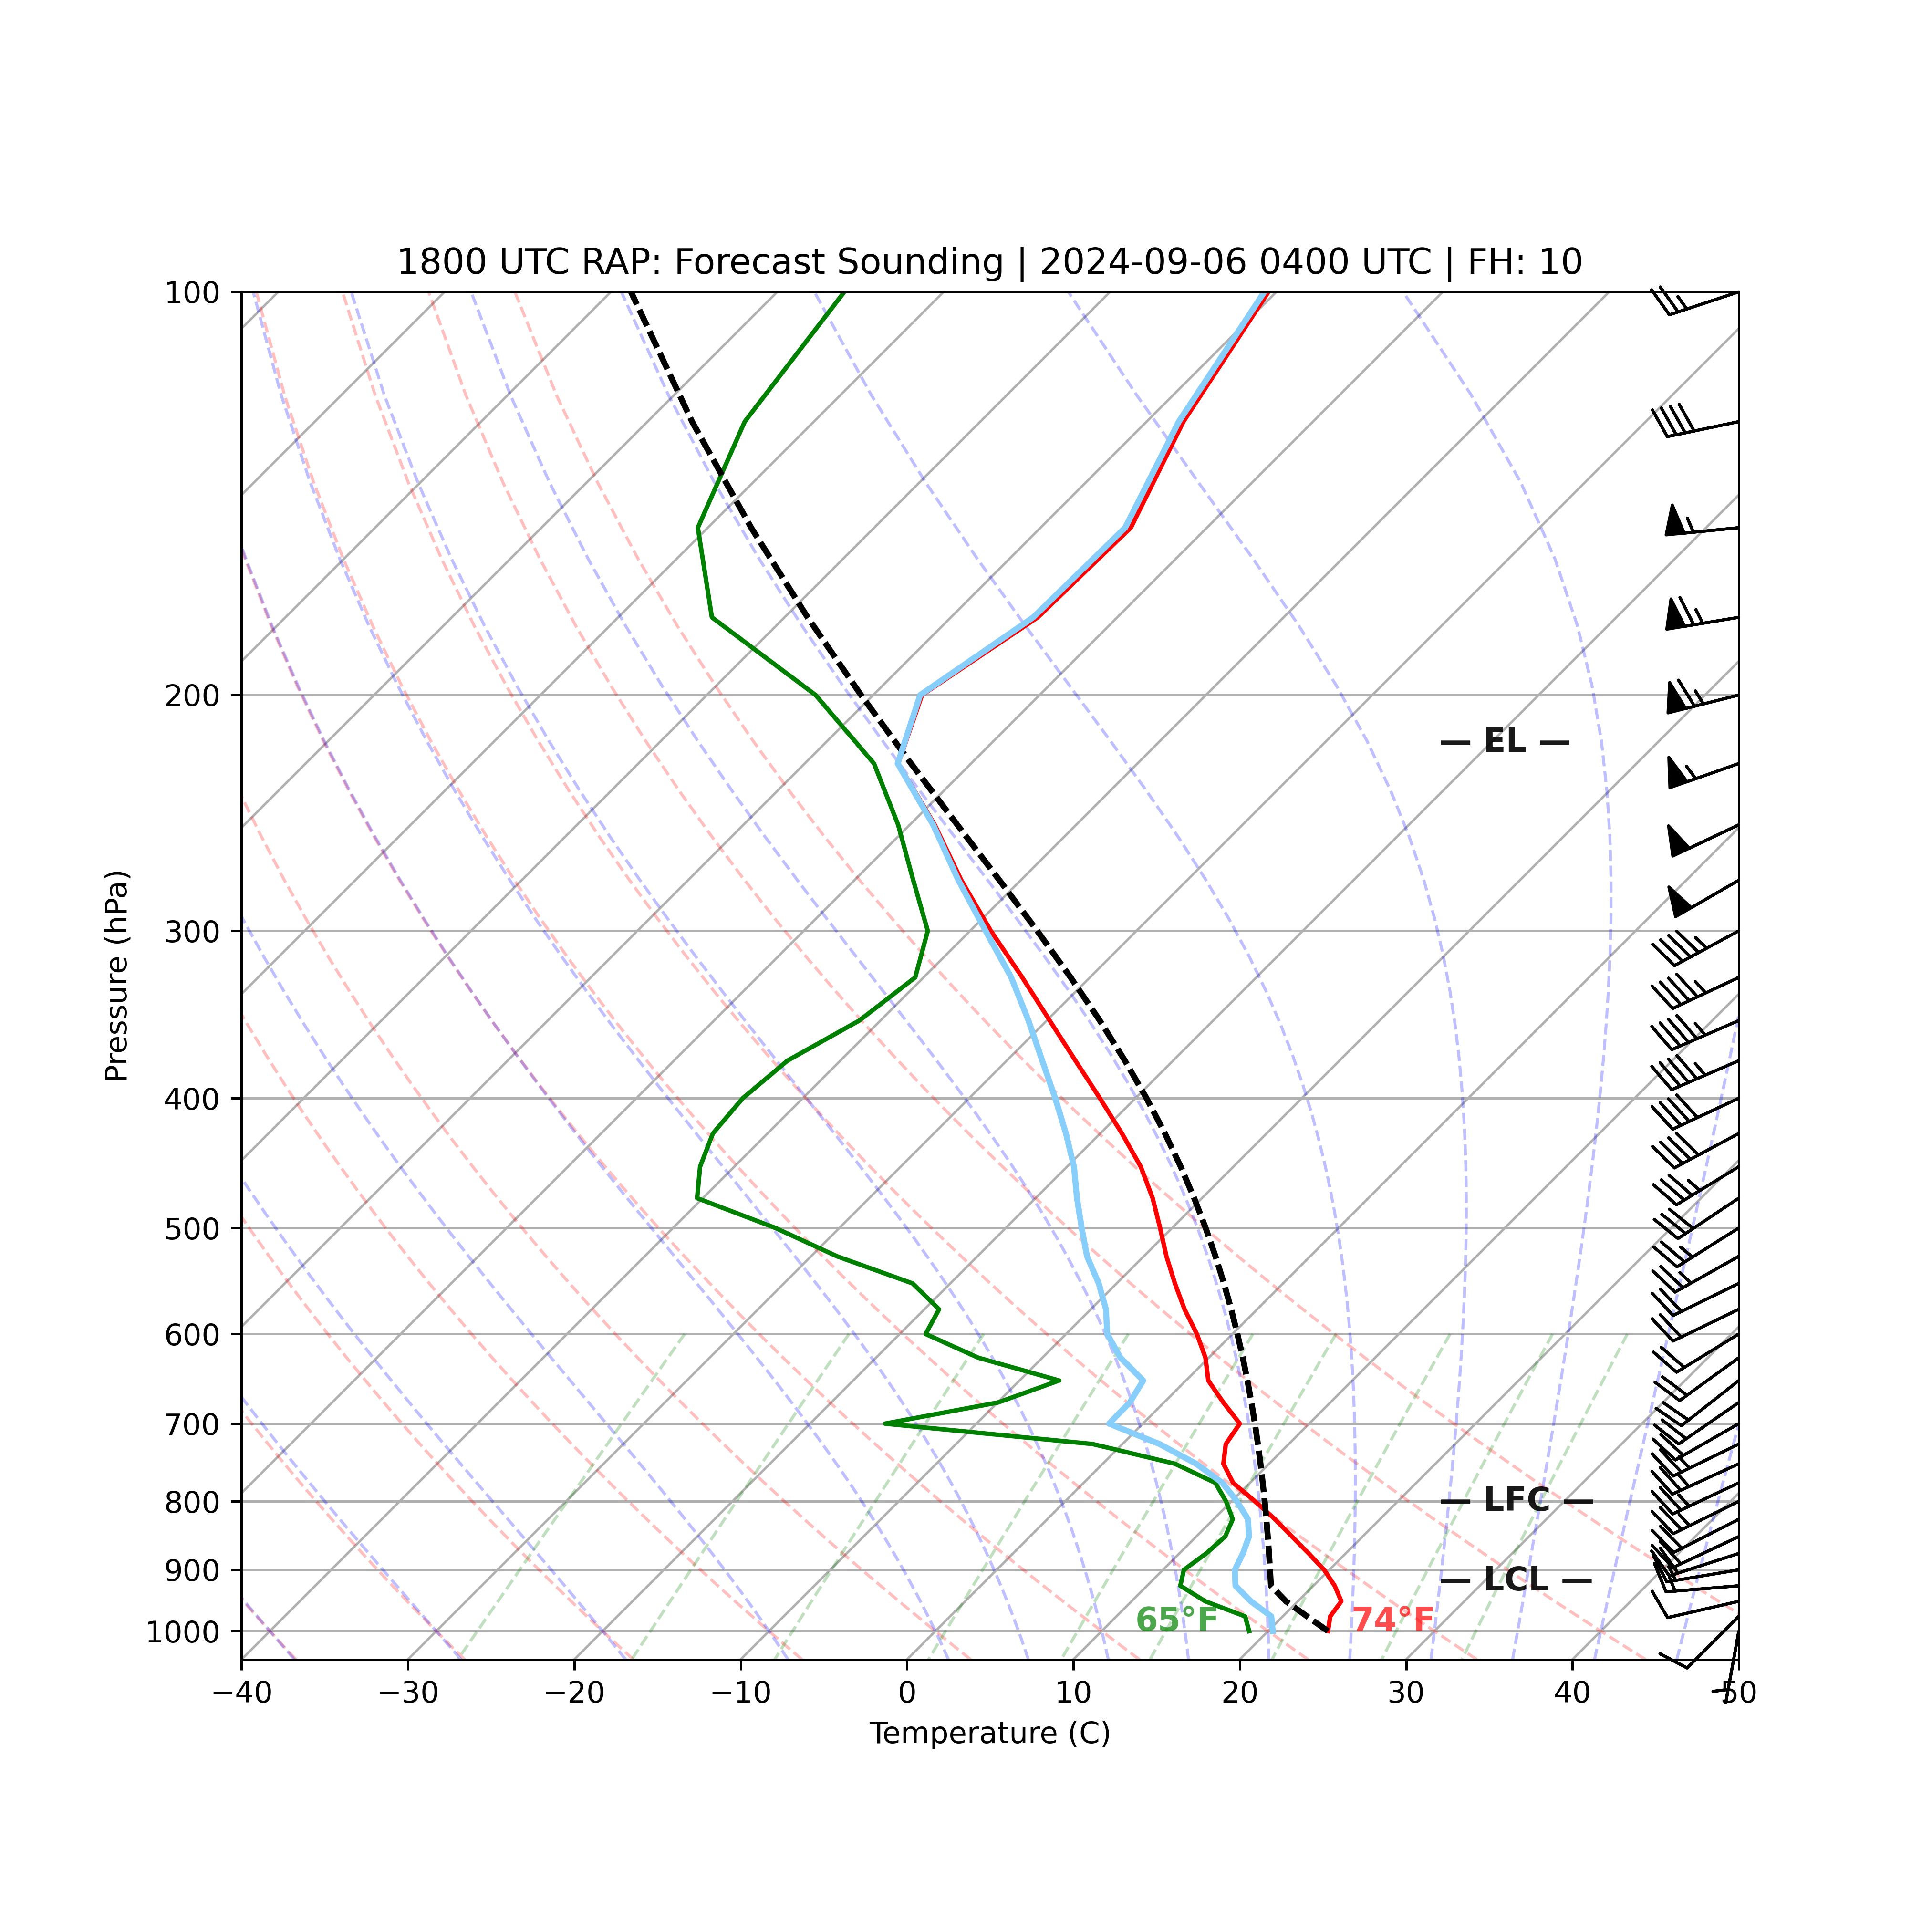 1800 UTC RAP: Forecast Sounding | 2024-09-06 0400 UTC | FH: 10
100
200
— EL —
Pressure (hPa)
300
400
500
600
700
800
— LFC —
900
— LCL —
65°F
74°F
1000
−40 −30 −20 −10 0 10 20 30 40 50
Temperature (C)